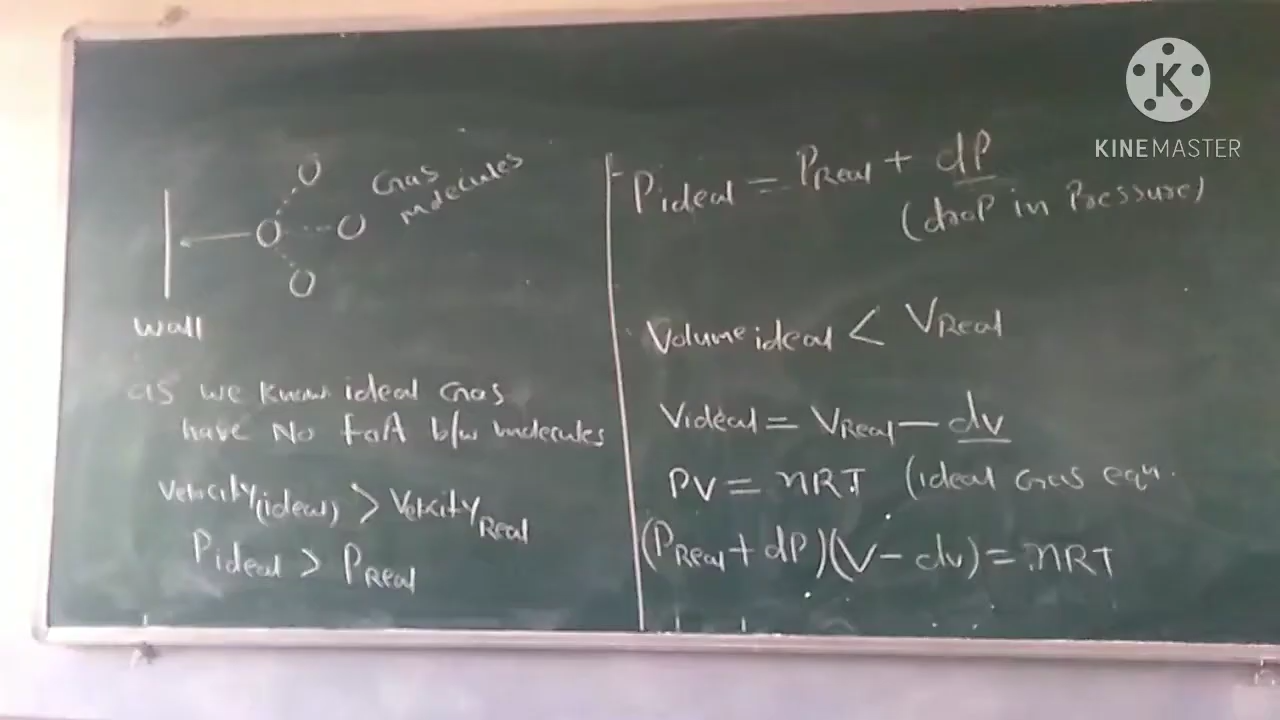 Gas
molecules
Wall
as we know ideal Gas
have No FofA b/w molecules
Velocity(ideal) > Velocity Real
Pideal > PReal
Pideal = PReal + dP
(drop in Pressure)
Volume ideal < VReal
Videal = VReal - dv
PV = nRT (ideal Gas eqn.
(PReal + dP)(V - dv) = nRT
K
KINEMASTER